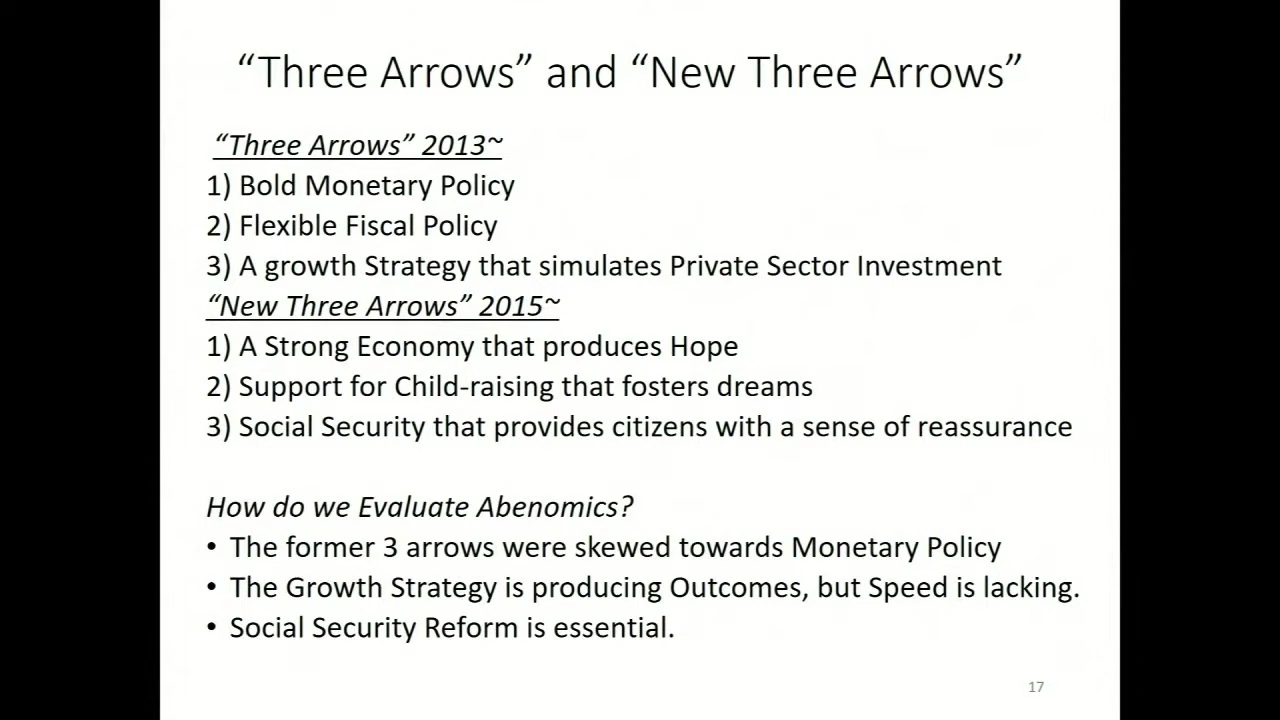 “Three Arrows” and “New Three Arrows”
“Three Arrows” 2013~
1) Bold Monetary Policy
2) Flexible Fiscal Policy
3) A growth Strategy that simulates Private Sector Investment
“New Three Arrows” 2015~
1) A Strong Economy that produces Hope
2) Support for Child-raising that fosters dreams
3) Social Security that provides citizens with a sense of reassurance
How do we Evaluate Abenomics?
• The former 3 arrows were skewed towards Monetary Policy
• The Growth Strategy is producing Outcomes, but Speed is lacking.
• Social Security Reform is essential.
17